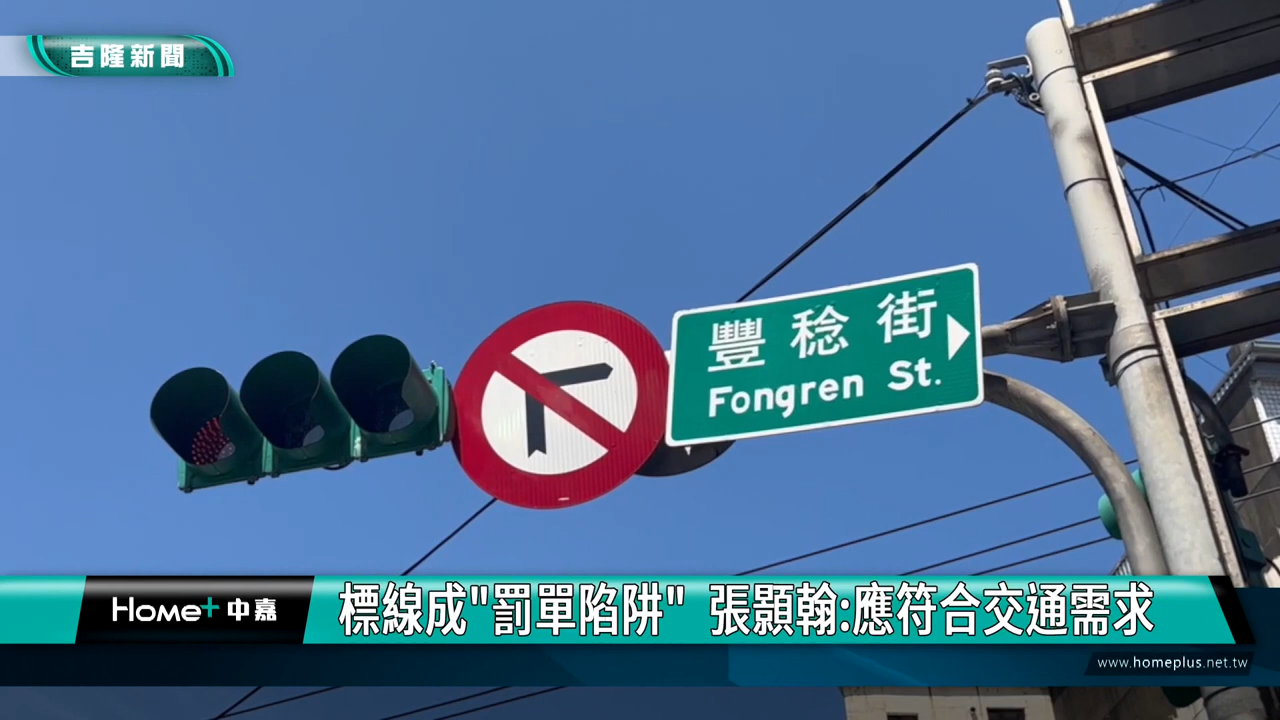 吉隆新聞
豐稔街
Fongren St.
Home+中嘉
標線成"罰單陷阱" 張顥翰:應符合交通需求
www.homeplus.net.tw